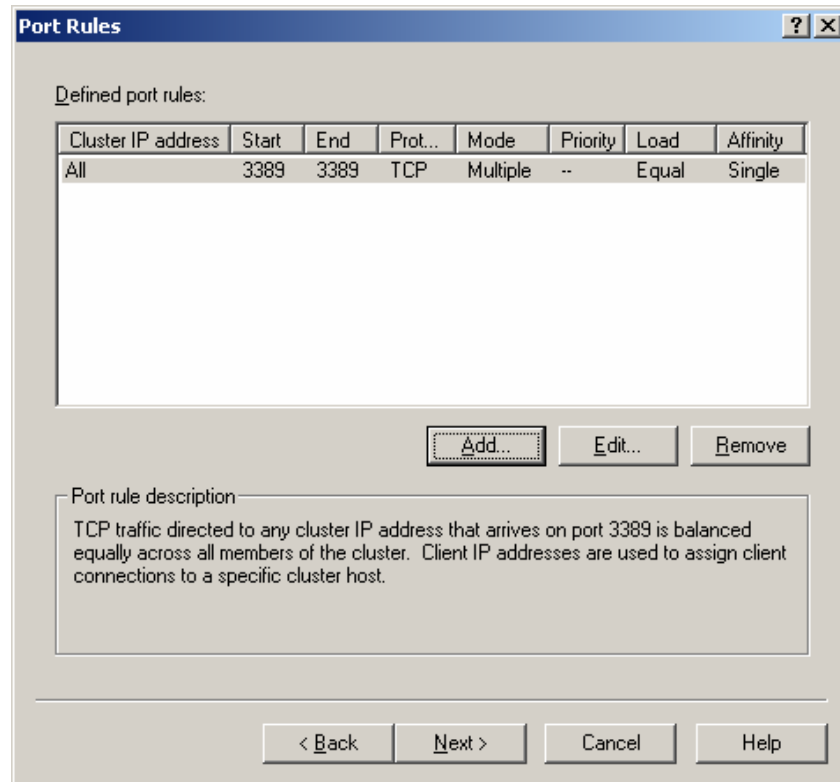 Port Rules
Defined port rules:
Cluster IP address Start End Prot... Mode Priority Load Affinity
All 3389 3389 TCP Multiple -- Equal Single
Add... Edit... Remove
Port rule description
TCP traffic directed to any cluster IP address that arrives on port 3389 is balanced
equally across all members of the cluster. Client IP addresses are used to assign client
connections to a specific cluster host.
< Back Next > Cancel Help